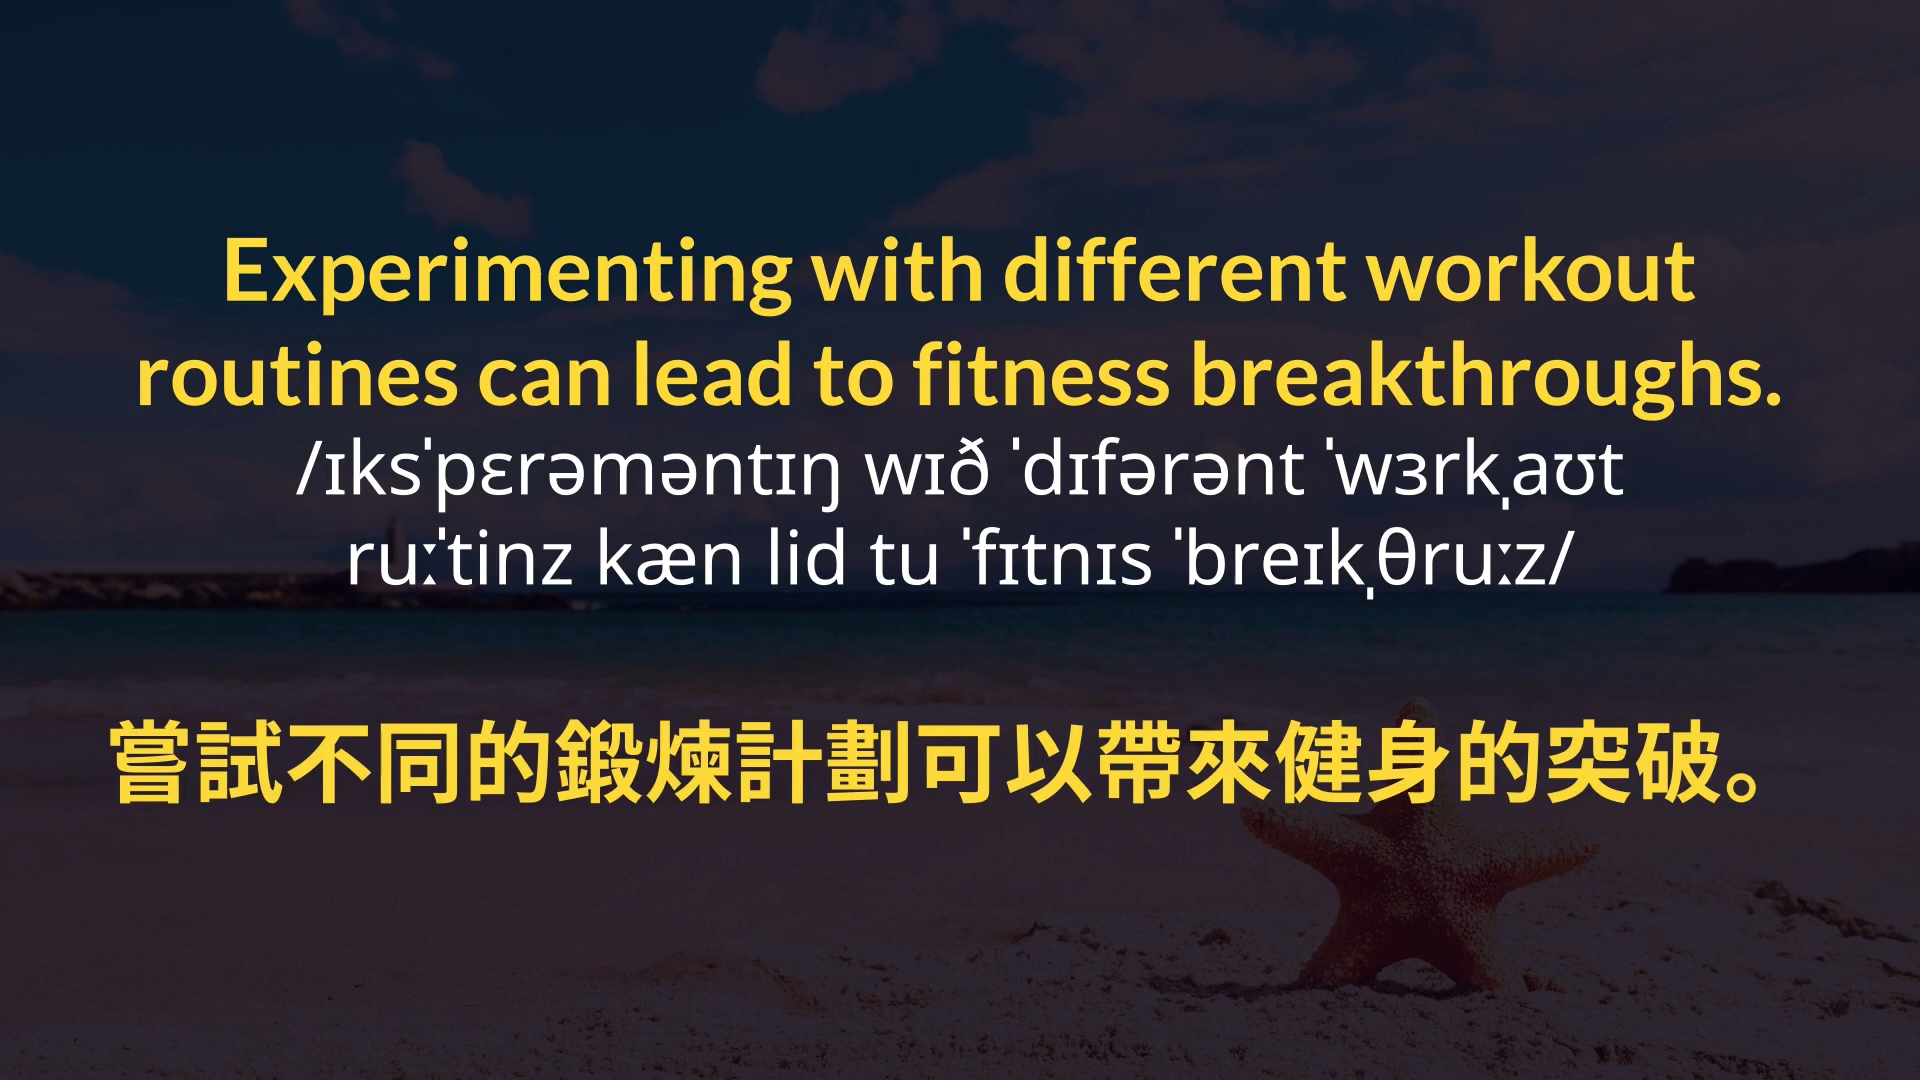 Experimenting with different workout
routines can lead to fitness breakthroughs.
/ɪksˈpɛrəməntɪŋ wɪð ˈdɪfərənt ˈwɜrkˌaʊt
ruːˈtinz kæn lid tu ˈfɪtnɪs ˈbreɪkˌθruːz/
嘗試不同的鍛煉計劃可以帶來健身的突破。